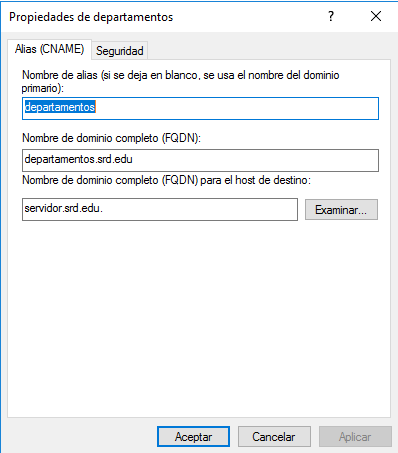 Propiedades de departamentos
Alias (CNAME)
Seguridad
Nombre de alias (si se deja en blanco, se usa el nombre del dominio
primario):
departamentos
Nombre de dominio completo (FQDN):
departamentos.srd.edu
Nombre de dominio completo (FQDN) para el host de destino:
servidor.srd.edu.
Examinar...
Aceptar
Cancelar
Aplicar